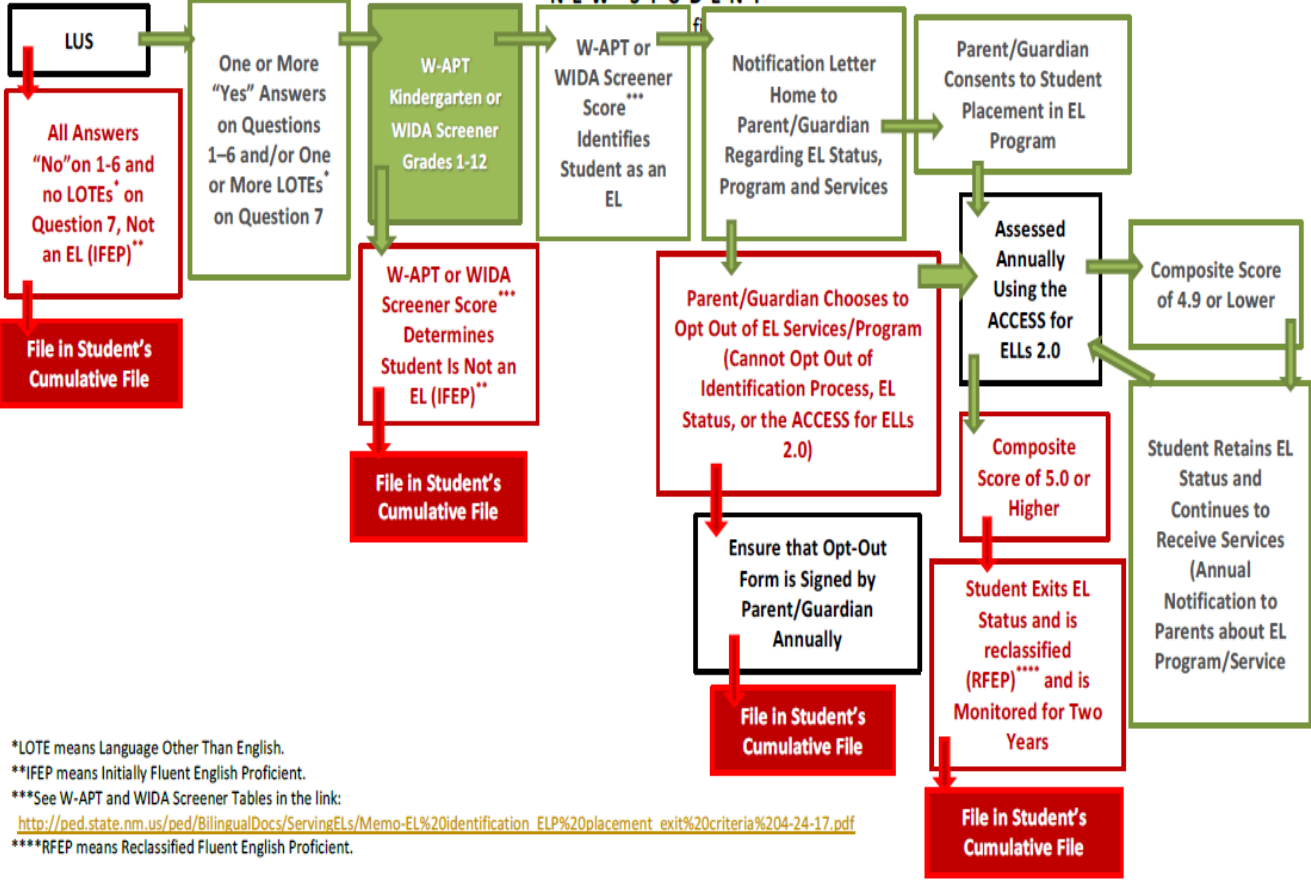 NEW STUDENT
LUS
One or More
“Yes” Answers
on Questions
1–6 and/or One
or More LOTEs*
on Question 7
W-APT
Kindergarten or
WIDA Screener
Grades 1-12
W-APT or
WIDA Screener
Score***
Identifies
Student as an
EL
Notification Letter
Home to
Parent/Guardian
Regarding EL Status,
Program and Services
Parent/Guardian
Consents to Student
Placement in EL
Program
All Answers
“No”on 1-6 and
no LOTEs* on
Question 7, Not
an EL (IFEP)**
File in Student’s
Cumulative File
W-APT or WIDA
Screener Score***
Determines
Student Is Not an
EL (IFEP)**
File in Student’s
Cumulative File
Parent/Guardian Chooses to
Opt Out of EL Services/Program
(Cannot Opt Out of
Identification Process, EL
Status, or the ACCESS for ELLs
2.0)
Ensure that Opt-Out
Form is Signed by
Parent/Guardian
Annually
File in Student’s
Cumulative File
Assessed
Annually
Using the
ACCESS for
ELLs 2.0
Composite Score
of 4.9 or Lower
Composite
Score of 5.0 or
Higher
Student Exits EL
Status and is
reclassified
(RFEP)**** and is
Monitored for Two
Years
File in Student’s
Cumulative File
Student Retains EL
Status and
Continues to
Receive Services
(Annual
Notification to
Parents about EL
Program/Service
*LOTE means Language Other Than English.
**IFEP means Initially Fluent English Proficient.
***See W-APT and WIDA Screener Tables in the link:
http://ped.state.nm.us/ped/BilingualDocs/ServingELs/Memo-EL%20identification_ELP%20placement_exit%20criteria%204-24-17.pdf
****RFEP means Reclassified Fluent English Proficient.